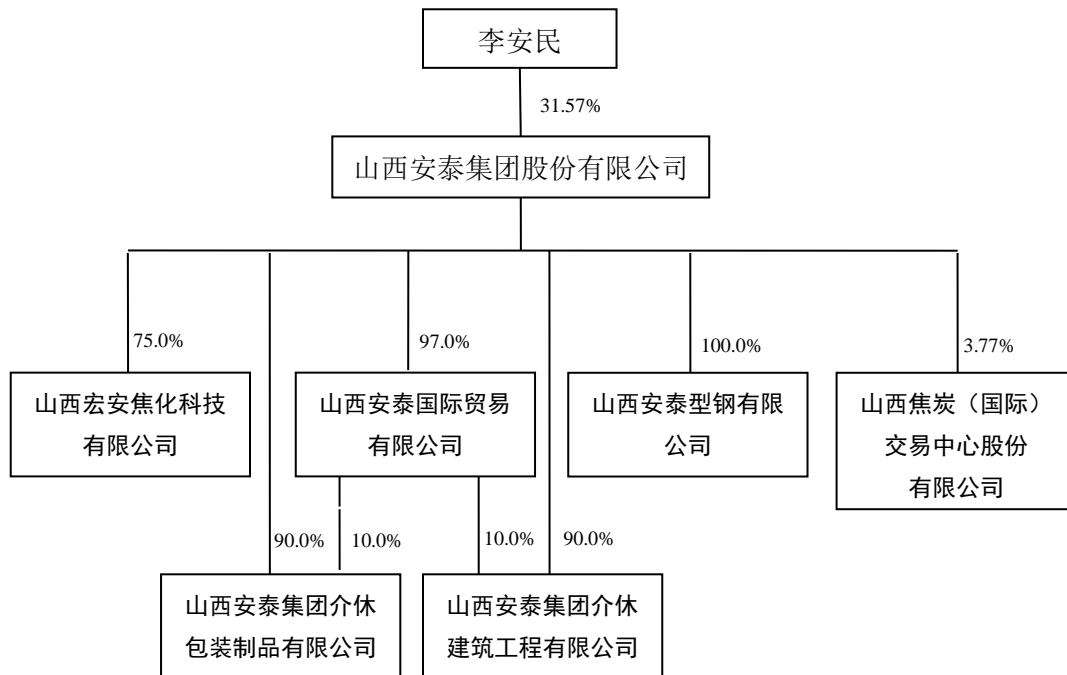 李安民
31.57%
山西安泰集团股份有限公司
75.0%
97.0%
100.0%
3.77%
山西宏安焦化科技
有限公司
山西安泰国际贸易
有限公司
山西安泰型钢有限
公司
山西焦炭（国际）
交易中心股份
有限公司
90.0%
10.0%
10.0%
90.0%
山西安泰集团介休
包装制品有限公司
山西安泰集团介休
建筑工程有限公司